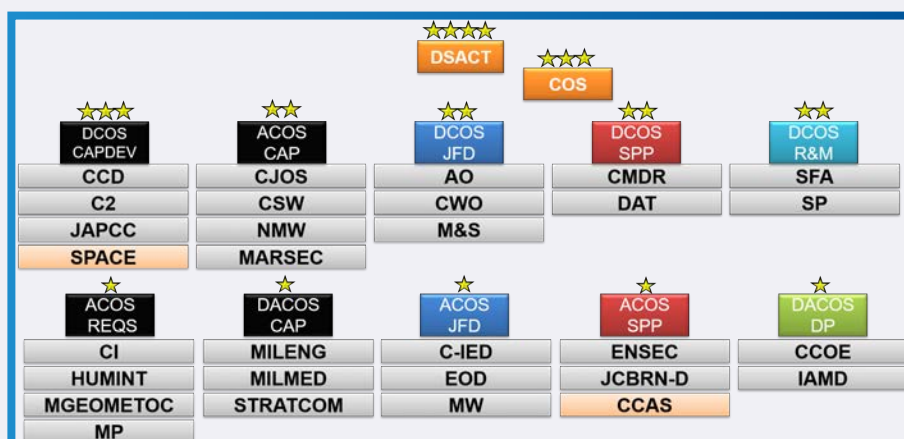 DSACT
COS
DCOS
CAPDEV
CCD
C2
JAPCC
SPACE
ACOS
CAP
CJOS
CSW
NMW
MARSEC
DCOS
JFD
AO
CWO
M&S
DCOS
SPP
CMDR
DAT
DCOS
R&M
SFA
SP
ACOS
REQS
CI
HUMINT
MGEOMETOC
MP
DACOS
CAP
MILENG
MILMED
STRATCOM
ACOS
JFD
C-IED
EOD
MW
ACOS
SPP
ENSEC
JCBRN-D
CCAS
DACOS
DP
CCOE
IAMD